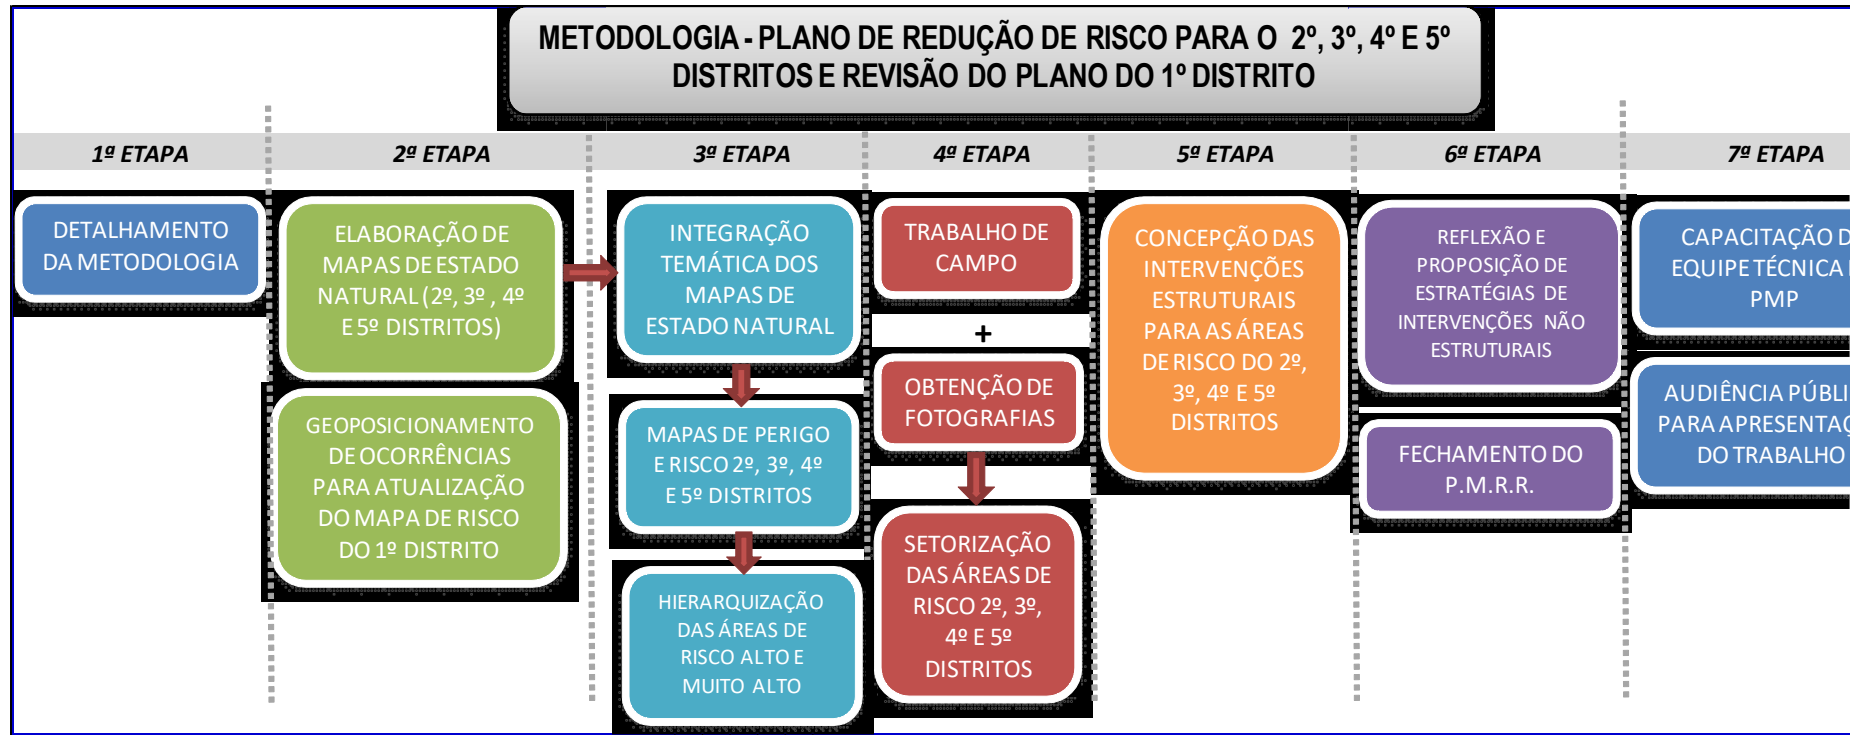 METODOLOGIA - PLANO DE REDUÇÃO DE RISCO PARA O 2º, 3º, 4º E 5º
DISTRITOS E REVISÃO DO PLANO DO 1º DISTRITO
1ª ETAPA
2ª ETAPA
3ª ETAPA
4ª ETAPA
5ª ETAPA
6ª ETAPA
7ª ETAPA
DETALHAMENTO
DA METODOLOGIA
ELABORAÇÃO DE
MAPAS DE ESTADO
NATURAL (2º, 3º , 4º
E 5º DISTRITOS)
GEOPOSICIONAMENTO
DE OCORRÊNCIAS
PARA ATUALIZAÇÃO
DO MAPA DE RISCO
DO 1º DISTRITO
INTEGRAÇÃO
TEMÁTICA DOS
MAPAS DE
ESTADO NATURAL
MAPAS DE PERIGO
E RISCO 2º, 3º, 4º
E 5º DISTRITOS
HIERARQUIZAÇÃO
DAS ÁREAS DE
RISCO ALTO E
MUITO ALTO
TRABALHO DE
CAMPO
+
OBTENÇÃO DE
FOTOGRAFIAS
SETORIZAÇÃO
DAS ÁREAS DE
RISCO 2º, 3º,
4º E 5º
DISTRITOS
CONCEPÇÃO DAS
INTERVENÇÕES
ESTRUTURAIS
PARA AS ÁREAS
DE RISCO DO 2º,
3º, 4º E 5º
DISTRITOS
REFLEXÃO E
PROPOSIÇÃO DE
ESTRATÉGIAS DE
INTERVENÇÕES NÃO
ESTRUTURAIS
FECHAMENTO DO
P.M.R.R.
CAPACITAÇÃO
EQUIPE TÉCNICA
PMP
AUDIÊNCIA PÚBLI
PARA APRESENTAÇ
DO TRABALHO